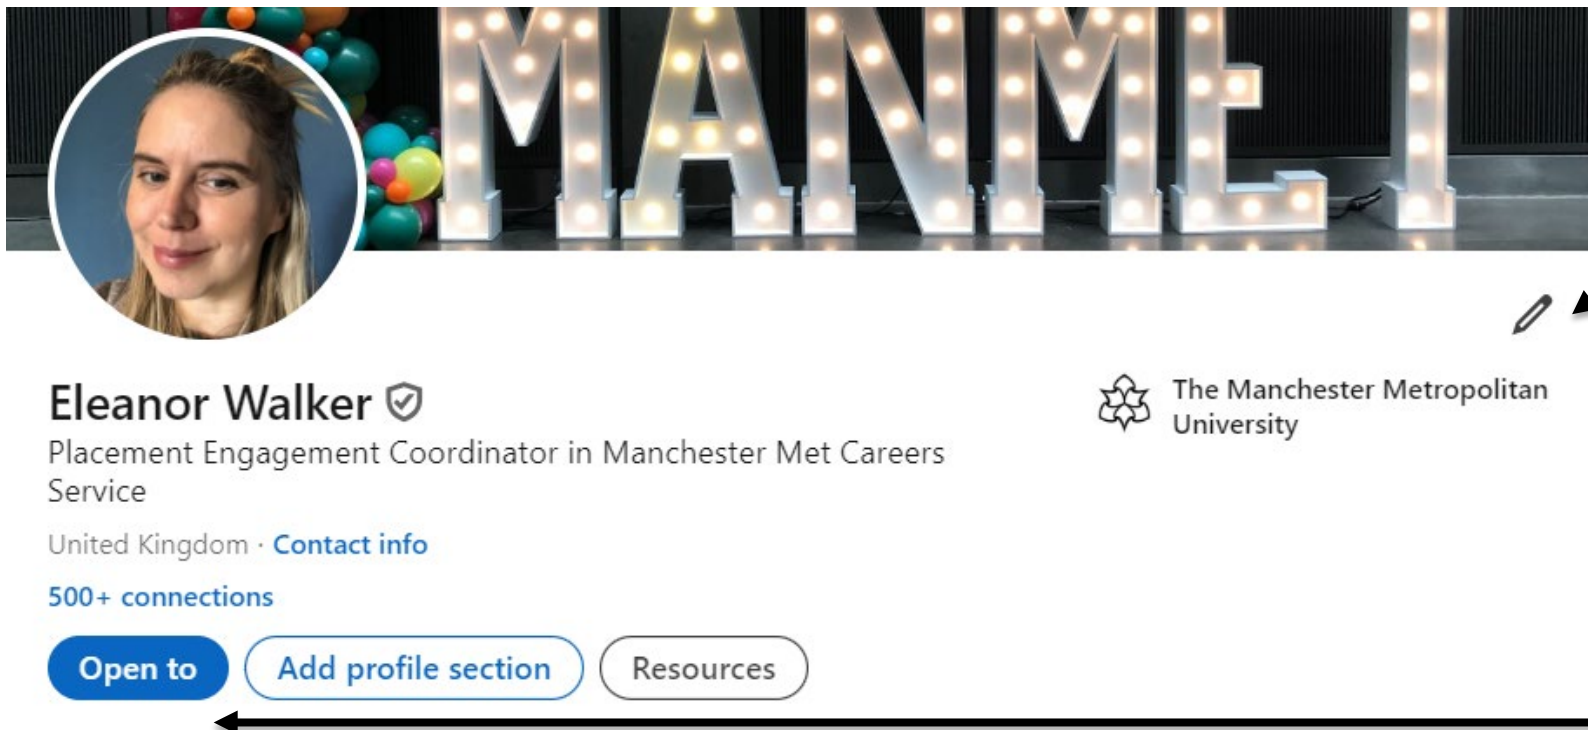 MANMET
Eleanor Walker
The Manchester Metropolitan
University
Placement Engagement Coordinator in Manchester Met Careers
Service
United Kingdom · Contact info
500+ connections
Open to
Add profile section
Resources